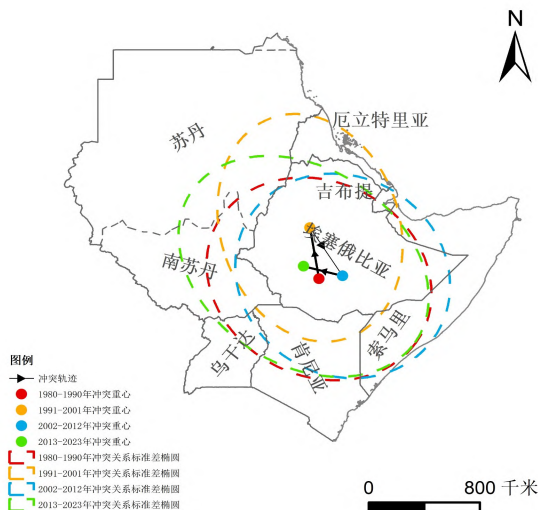 N
厄立特里亚
苏丹
吉布提
埃塞俄比亚
南苏丹
索马里
乌干达
肯尼亚
图例
冲突轨迹
1980-1990年冲突重心
1991-2001年冲突重心
2002-2012年冲突重心
2013-2023年冲突重心
1980-1990年冲突关系标准差椭圆
1991-2001年冲突关系标准差椭圆
2002-2012年冲突关系标准差椭圆
2013-2023年冲突关系标准差椭圆
0 800 千米